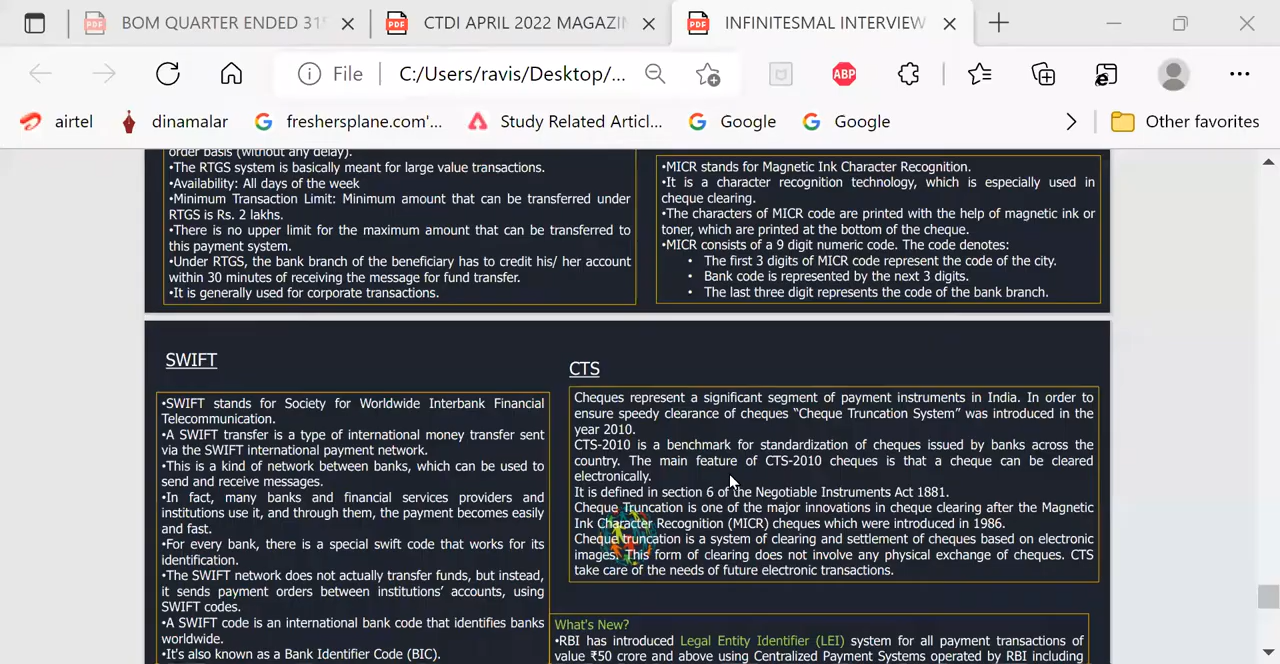 BOM QUARTER ENDED 31S
CTDI APRIL 2022 MAGAZIN
INFINITESMAL INTERVIEW
File
C:/Users/ravis/Desktop/...
ABP
airtel
dinamalar
freshersplane.com'...
Study Related Articl...
Google
Google
Other favorites
order basis (without any delay).
•The RTGS system is basically meant for large value transactions.
•Availability: All days of the week
•Minimum Transaction Limit: Minimum amount that can be transferred under
RTGS is Rs. 2 lakhs.
•There is no upper limit for the maximum amount that can be transferred to
this payment system.
•Under RTGS, the bank branch of the beneficiary has to credit his/ her account
within 30 minutes of receiving the message for fund transfer.
•It is generally used for corporate transactions.
•MICR stands for Magnetic Ink Character Recognition.
•It is a character recognition technology, which is especially used in
cheque clearing.
•The characters of MICR code are printed with the help of magnetic ink or
toner, which are printed at the bottom of the cheque.
•MICR consists of a 9 digit numeric code. The code denotes:
• The first 3 digits of MICR code represent the code of the city.
• Bank code is represented by the next 3 digits.
• The last three digit represents the code of the bank branch.
SWIFT
•SWIFT stands for Society for Worldwide Interbank Financial
Telecommunication.
•A SWIFT transfer is a type of international money transfer sent
via the SWIFT international payment network.
•This is a kind of network between banks, which can be used to
send and receive messages.
•In fact, many banks and financial services providers and
institutions use it, and through them, the payment becomes easily
and fast.
•For every bank, there is a special swift code that works for its
identification.
•The SWIFT network does not actually transfer funds, but instead,
it sends payment orders between institutions' accounts, using
SWIFT codes.
•A SWIFT code is an international bank code that identifies banks
worldwide.
•It's also known as a Bank Identifier Code (BIC).
CTS
Cheques represent a significant segment of payment instruments in India. In order to
ensure speedy clearance of cheques "Cheque Truncation System" was introduced in the
year 2010.
CTS-2010 is a benchmark for standardization of cheques issued by banks across the
country. The main feature of CTS-2010 cheques is that a cheque can be cleared
electronically.
It is defined in section 6 of the Negotiable Instruments Act 1881.
Cheque Truncation is one of the major innovations in cheque clearing after the Magnetic
Ink Character Recognition (MICR) cheques which were introduced in 1986.
Cheque truncation is a system of clearing and settlement of cheques based on electronic
images. This form of clearing does not involve any physical exchange of cheques. CTS
take care of the needs of future electronic transactions.
What's New?
•RBI has introduced Legal Entity Identifier (LEI) system for all payment transactions of
value ₹50 crore and above using Centralized Payment Systems operated by RBI including